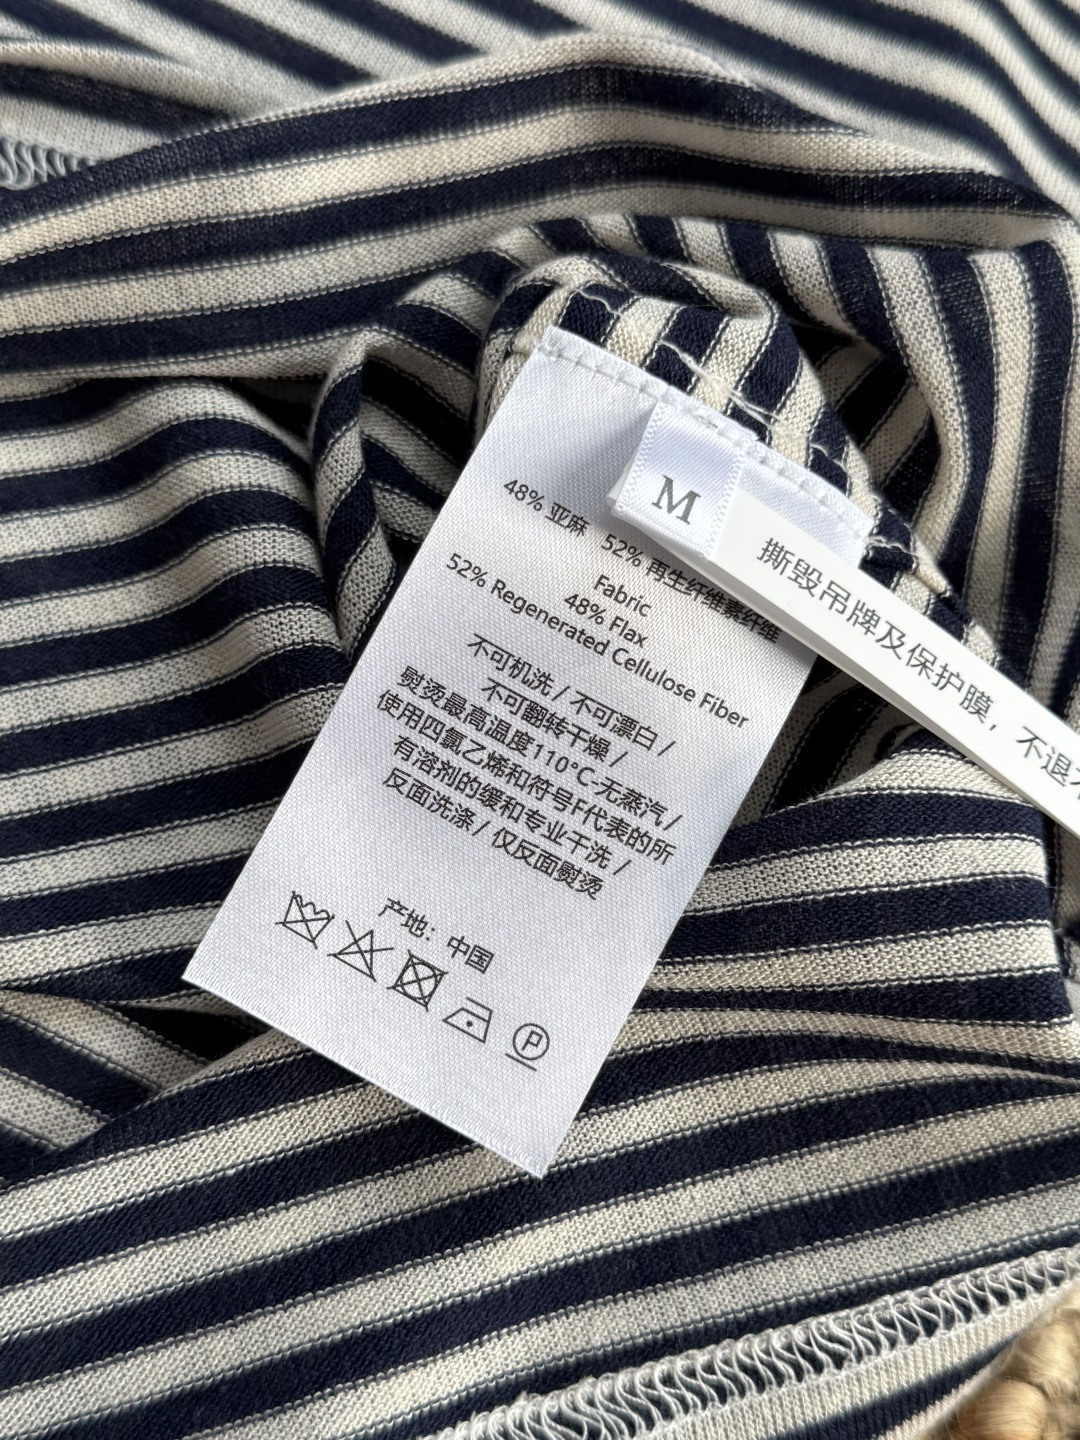 M
撕毁吊牌及保护膜，不退
48% 亚麻 52% 再生纤维素纤维
Fabric
48% Flax
52% Regenerated Cellulose Fiber
不可机洗 / 不可漂白 /
不可翻转干燥 /
熨烫最高温度110°C-无蒸汽 /
使用四氯乙烯和符号F代表的所
有溶剂的缓和专业干洗 /
反面洗涤 / 仅反面熨烫
产地：中国
P